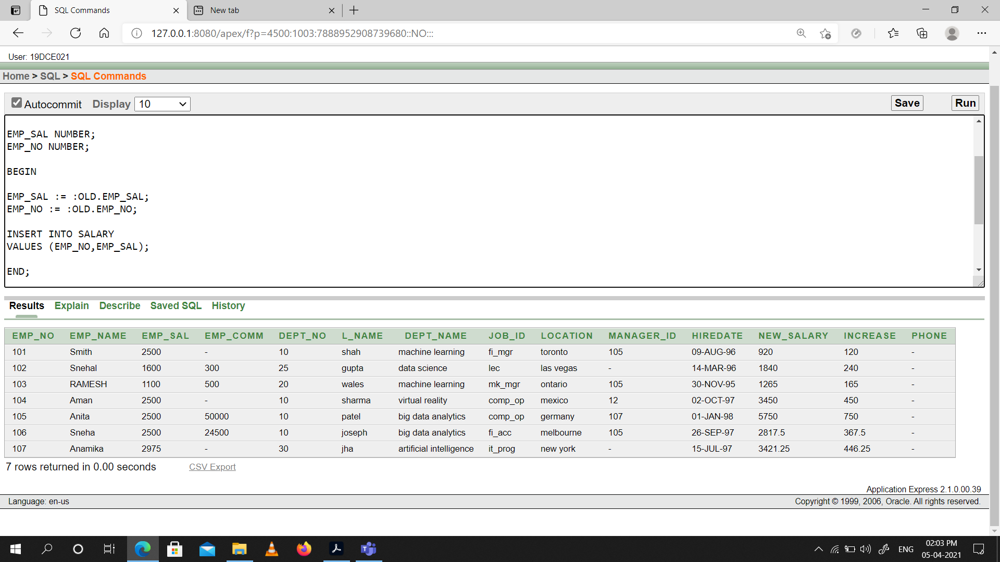 SQL Commands
New tab
127.0.0.1:8080/apex/f?p=4500:1003:7888952908739680::NO:::
User: 19DCE021
Home > SQL > SQL Commands
Autocommit Display 10 Save Run
EMP_SAL NUMBER;
EMP_NO NUMBER;
BEGIN
EMP_SAL := :OLD.EMP_SAL;
EMP_NO := :OLD.EMP_NO;
INSERT INTO SALARY
VALUES (EMP_NO,EMP_SAL);
END;
Results Explain Describe Saved SQL History
EMP_NO EMP_NAME EMP_SAL EMP_COMM DEPT_NO L_NAME DEPT_NAME JOB_ID LOCATION MANAGER_ID HIREDATE NEW_SALARY INCREASE PHONE
101 Smith 2500 - 10 shah machine learning fi_mgr toronto 105 09-AUG-96 920 120 -
102 Snehal 1600 300 25 gupta data science lec las vegas - 14-MAR-96 1840 240 -
103 RAMESH 1100 500 20 wales machine learning mk_mgr ontario 105 30-NOV-95 1265 165 -
104 Aman 2500 - 10 sharma virtual reality comp_op mexico 12 02-OCT-97 3450 450 -
105 Anita 2500 50000 10 patel big data analytics comp_op germany 107 01-JAN-98 5750 750 -
106 Sneha 2500 24500 10 joseph big data analytics fi_acc melbourne 105 26-SEP-97 2817.5 367.5 -
107 Anamika 2975 - 30 jha artificial intelligence it_prog new york - 15-JUL-97 3421.25 446.25 -
7 rows returned in 0.00 seconds CSV Export
Application Express 2.1.0.00.39
Language: en-us Copyright © 1999, 2006, Oracle. All rights reserved.
ENG 02:03 PM
05-04-2021